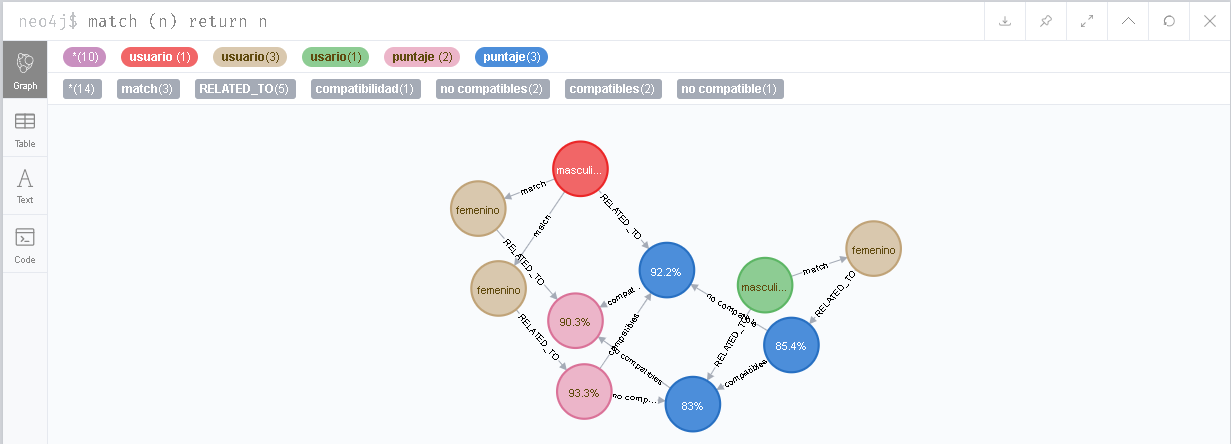 neo4j$ match (n) return n
Graph
Table
Text
Code
*(10) usuario (1) usuario(3) usario(1) puntaje (2) puntaje(3)
*(14) match(3) RELATED_TO(5) compatibilidad(1) no compatibles(2) compatibles(2) no compatible(1)
masculi...
femenino
match
match
RELATED_TO
femenino
RELATED_TO
RELATED_TO
92.2%
compat...
90.3%
compatibles
93.3%
no comp...
no compatibles
83%
masculi...
match
femenino
RELATED_TO
no compatible
RELATED_TO
85.4%
compatibles